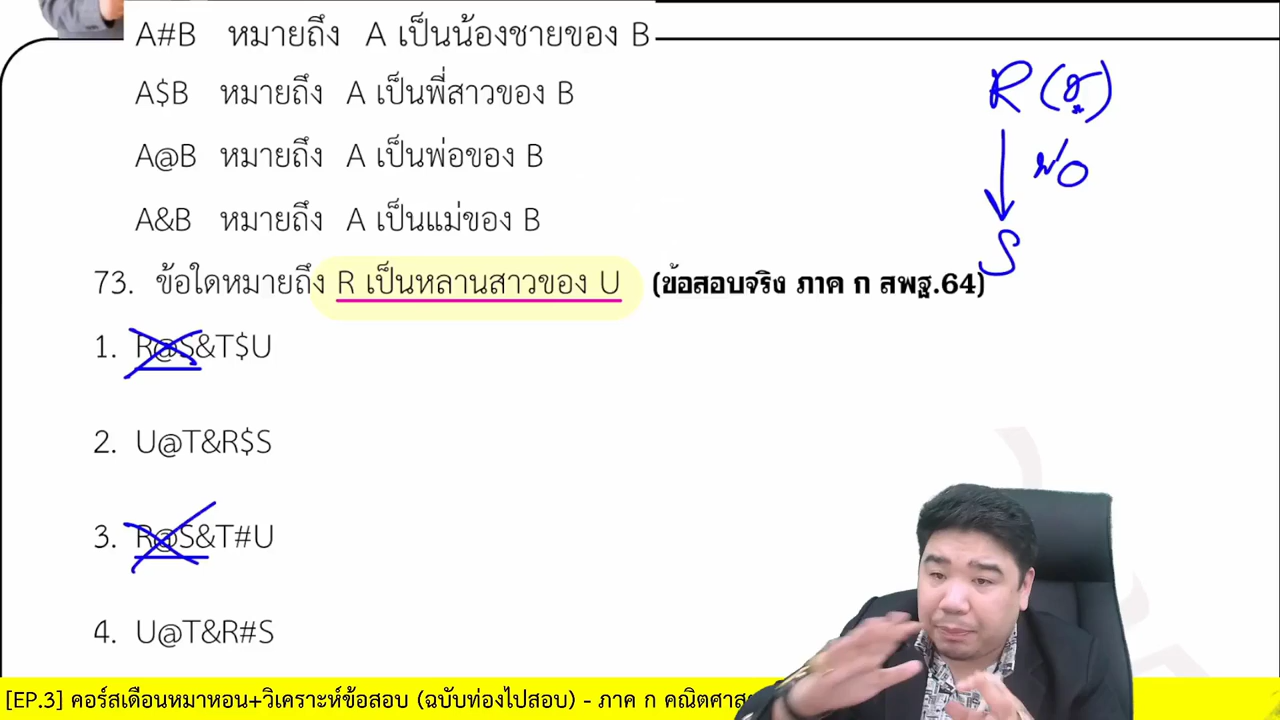 A#B หมายถึง A เป็นน้องชายของ B
A$B หมายถึง A เป็นพี่สาวของ B
A@B หมายถึง A เป็นพ่อของ B
A&B หมายถึง A เป็นแม่ของ B
R (ช)
พ่อ
S
73. ข้อใดหมายถึง R เป็นหลานสาวของ U (ข้อสอบจริง ภาค ก สพฐ.64)
1. R@S&T$U
2. U@T&R$S
3. R@S&T#U
4. U@T&R#S
[EP.3] คอร์สเดือนหมาหอน+วิเคราะห์ข้อสอบ (ฉบับท่องไปสอบ) - ภาค ก